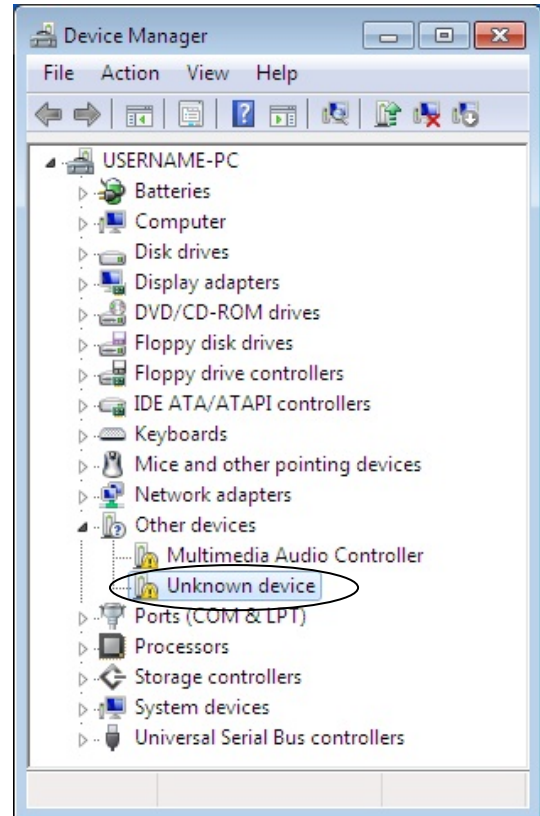 Device Manager
File Action View Help
USERNAME-PC
Batteries
Computer
Disk drives
Display adapters
DVD/CD-ROM drives
Floppy disk drives
Floppy drive controllers
IDE ATA/ATAPI controllers
Keyboards
Mice and other pointing devices
Network adapters
Other devices
Multimedia Audio Controller
Unknown device
Ports (COM & LPT)
Processors
Storage controllers
System devices
Universal Serial Bus controllers